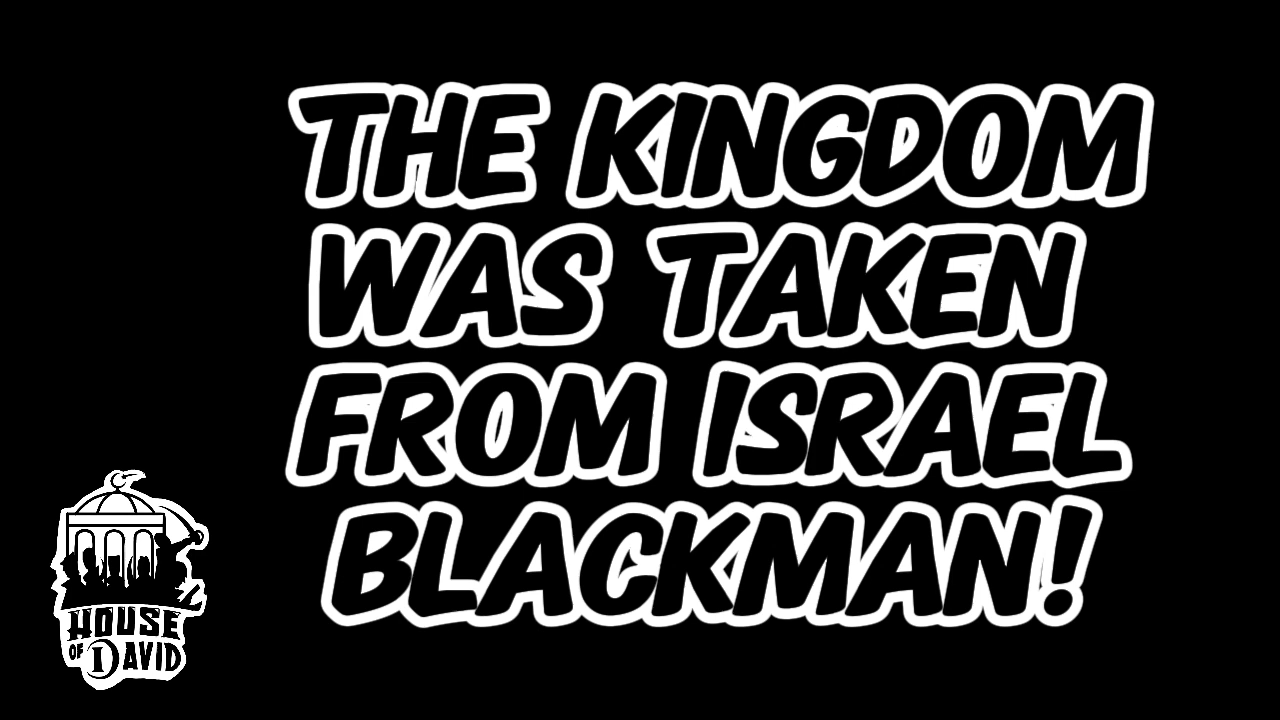 THE KINGDOM
WAS TAKEN
FROM ISRAEL
BLACKMAN!
HOUSE
OF DAVID